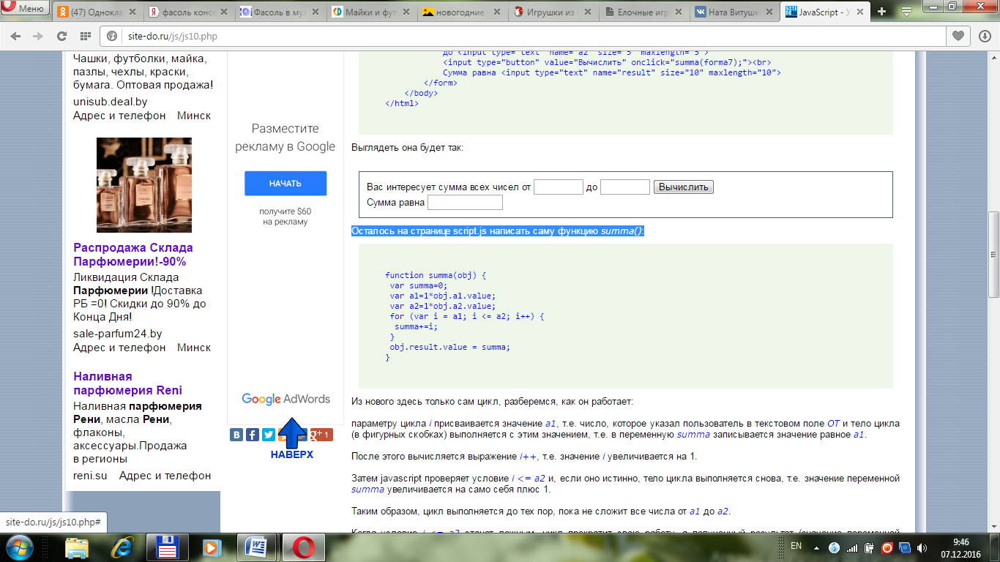 Меню
(47) Однокла
фасоль консе
Фасоль в мул
Майки и фут
новогодние
Игрушки из
Елочные игр
Ната Витушк
JavaScript - У
site-do.ru/js/js10.php
Чашки, футболки, майка,
пазлы, чехлы, краски,
бумага. Оптовая продажа!
unisub.deal.by
Адрес и телефон Минск
Распродажа Склада
Парфюмерии!-90%
Ликвидация Склада
Парфюмерии !Доставка
РБ =0! Скидки до 90% до
Конца Дня!
sale-parfum24.by
Адрес и телефон Минск
Наливная
парфюмерия Reni
Наливная парфюмерия
Рени, масла Рени,
флаконы,
аксессуары.Продажа
в регионы
reni.su Адрес и телефон
Разместите
рекламу в Google
НАЧАТЬ
получите $60
на рекламу
Google AdWords
НАВЕРХ
до <input type="text" name="a2" size="5" maxlength="5">
<input type="button" value="Вычислить" onclick="summa(forma7);"><br>
Сумма равна <input type="text" name="result" size="10" maxlength="10">
</form>
</body>
</html>
Выглядеть она будет так:
Вас интересует сумма всех чисел от до Вычислить
Сумма равна
Осталось на странице script.js написать саму функцию summa():
function summa(obj) {
var summa=0;
var a1=1*obj.a1.value;
var a2=1*obj.a2.value;
for (var i = a1; i <= a2; i++) {
summa+=i;
}
obj.result.value = summa;
}
Из нового здесь только сам цикл, разберемся, как он работает:
параметру цикла i присваивается значение a1, т.е. число, которое указал пользователь в текстовом поле ОТ и тело цикла
(в фигурных скобках) выполняется с этим значением, т.е. в переменную summa записывается значение равное a1.
После этого вычисляется выражение i++, т.е. значение i увеличивается на 1.
Затем javascript проверяет условие i <= a2 и, если оно истинно, тело цикла выполняется снова, т.е. значение переменной
summa увеличивается на само себя плюс 1.
Таким образом, цикл выполняется до тех пор, пока не сложит все числа от a1 до a2.
Когда условие i <= a2 станет ложным, цикл прекратит свою работу, а полученный результат (значение переменной
site-do.ru/js/js10.php#
EN
9:46
07.12.2016